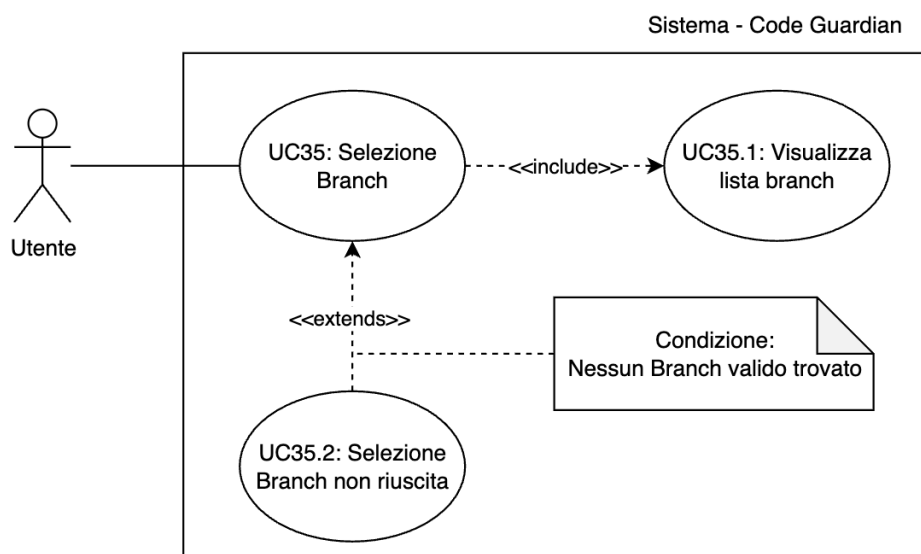 Sistema - Code Guardian
UC35: Selezione
Branch
<<include>>
UC35.1: Visualizza
lista branch
Utente
<<extends>>
Condizione:
Nessun Branch valido trovato
UC35.2: Selezione
Branch non riuscita